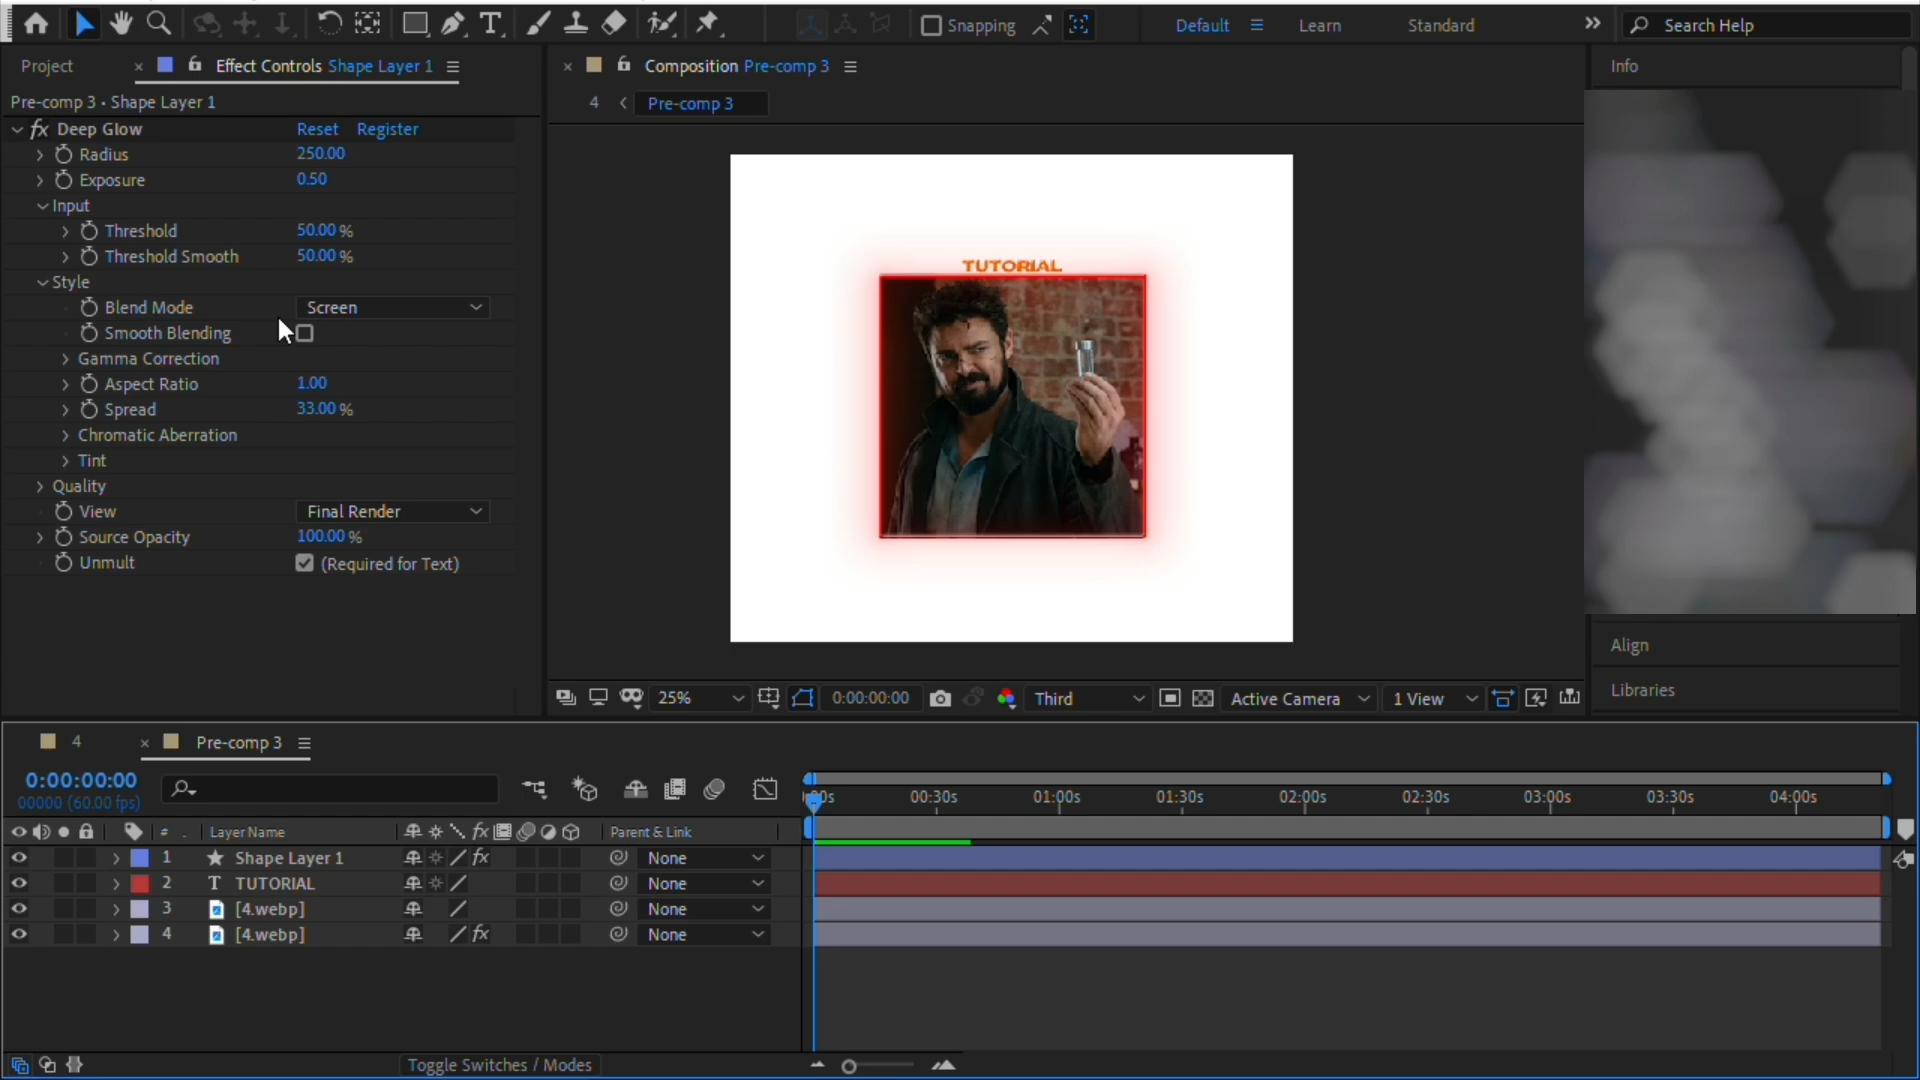 Snapping
Default
Learn
Standard
Search Help
Project
Effect Controls Shape Layer 1
Composition Pre-comp 3
Info
Pre-comp 3 • Shape Layer 1
4
Pre-comp 3
fx Deep Glow
Reset
Register
Radius
250.00
Exposure
0.50
Input
Threshold
50.00 %
Threshold Smooth
50.00 %
Style
Blend Mode
Screen
Smooth Blending
Gamma Correction
Aspect Ratio
1.00
Spread
33.00 %
Chromatic Aberration
Tint
Quality
View
Final Render
Source Opacity
100.00 %
Unmult
(Required for Text)
TUTORIAL
Align
Libraries
25%
0:00:00:00
Third
Active Camera
1 View
4
Pre-comp 3
0:00:00:00
00000 (60.00 fps)
00:30s
01:00s
01:30s
02:00s
02:30s
03:00s
03:30s
04:00s
#
Layer Name
fx
Parent & Link
1
Shape Layer 1
fx
None
2
T
TUTORIAL
None
3
[4.webp]
None
4
[4.webp]
fx
None
Toggle Switches / Modes